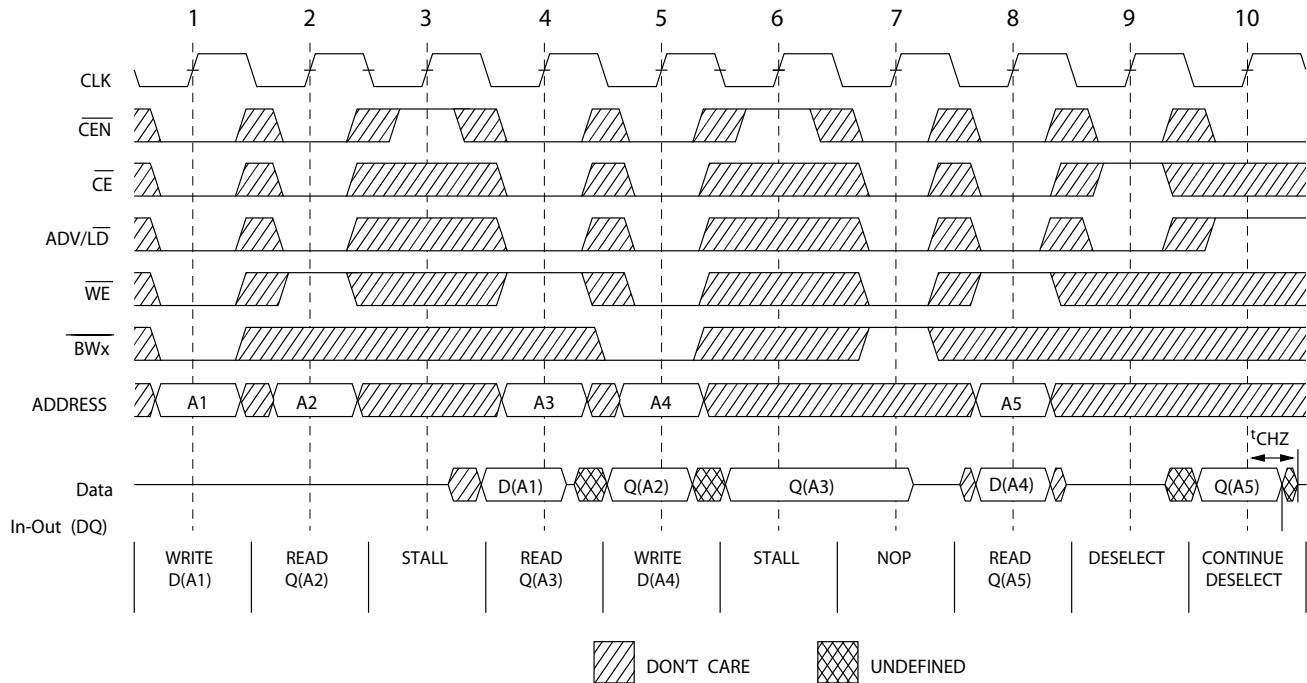 1 2 3 4 5 6 7 8 9 10
CLK
CEN
CE
ADV/LD
WE
BWx
ADDRESS A1 A2 A3 A4 A5
tCHZ
Data D(A1) Q(A2) Q(A3) D(A4) Q(A5)
In-Out (DQ)
WRITE READ STALL READ WRITE STALL NOP READ DESELECT CONTINUE
D(A1) Q(A2) Q(A3) D(A4) Q(A5) DESELECT
DON'T CARE UNDEFINED